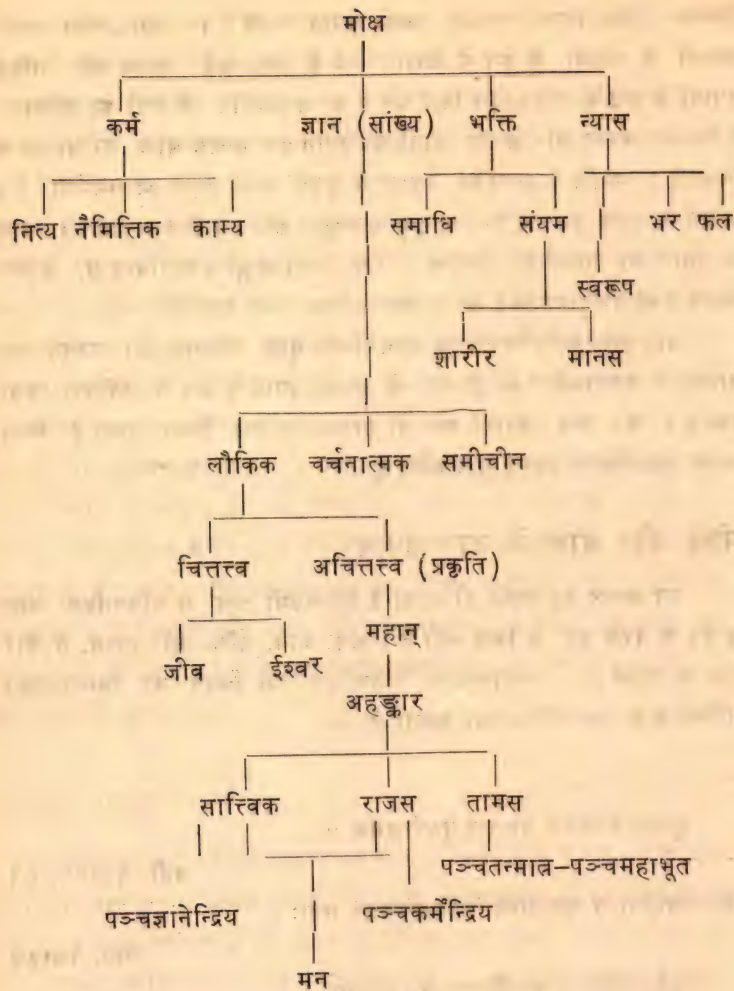 मोक्ष
कर्म ज्ञान (सांख्य) भक्ति न्यास
नित्य नैमित्तिक काम्य समाधि संयम भर फल
स्वरूप
शारीर मानस
लौकिक चर्चनात्मक समीचीन
चित्तत्त्व अचित्तत्त्व (प्रकृति)
जीव ईश्वर महान्
अहङ्कार
सात्त्विक राजस तामस
पञ्चतन्मात्र–पञ्चमहाभूत
पञ्चज्ञानेन्द्रिय पञ्चकर्मेन्द्रिय
मन